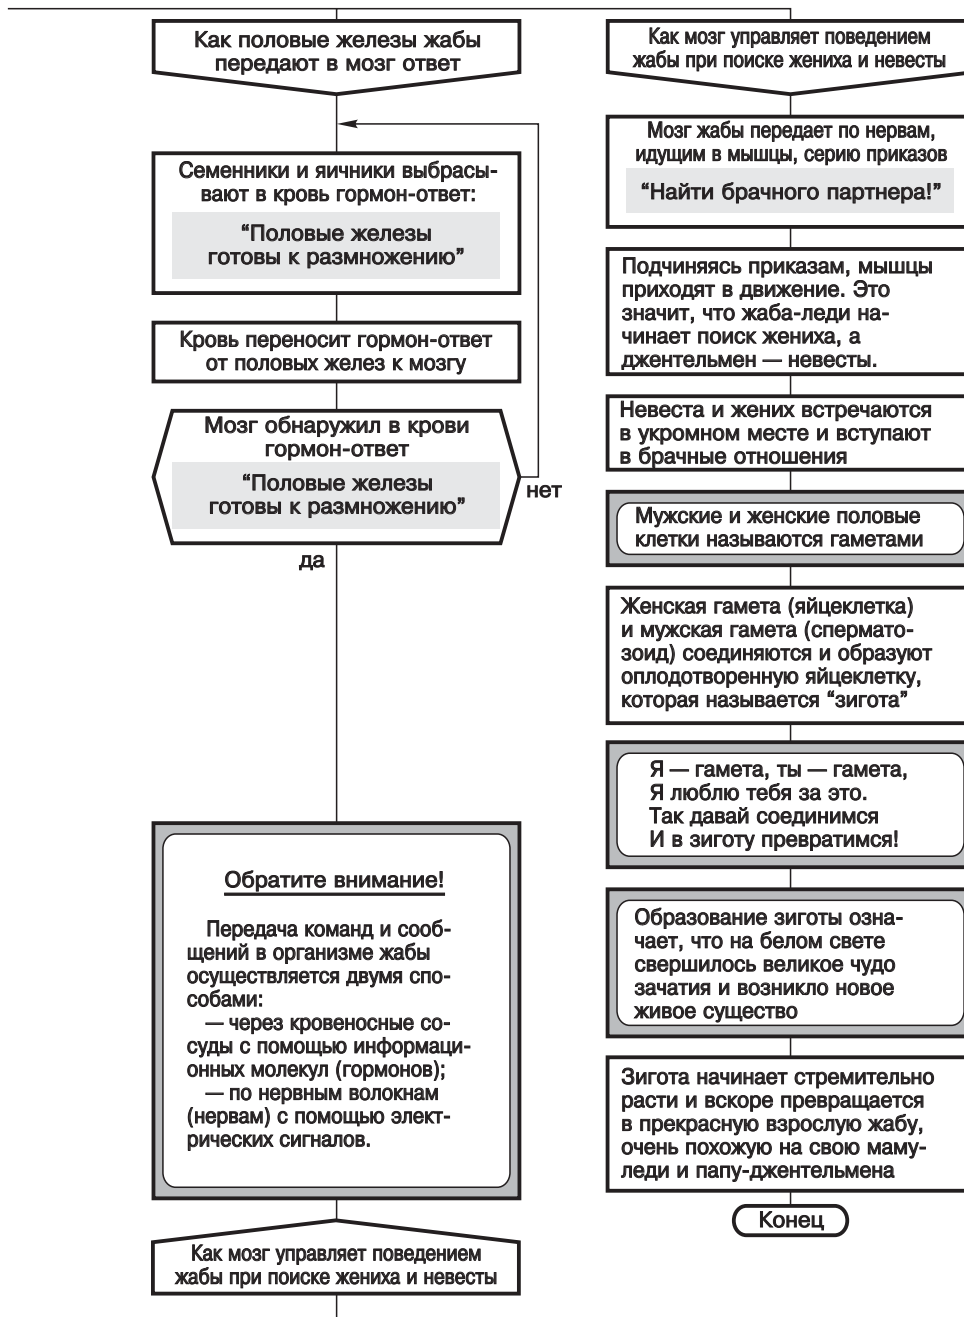 Как половые железы жабы
передают в мозг ответ
Семенники и яичники выбрасы-
вают в кровь гормон-ответ:
“Половые железы
готовы к размножению”
Кровь переносит гормон-ответ
от половых желез к мозгу
Мозг обнаружил в крови
гормон-ответ
“Половые железы
готовы к размножению”
нет
да
Обратите внимание!
Передача команд и сооб-
щений в организме жабы
осуществляется двумя спо-
собами:
— через кровеносные со-
суды с помощью информаци-
онных молекул (гормонов);
— по нервным волокнам
(нервам) с помощью элект-
рических сигналов.
Как мозг управляет поведением
жабы при поиске жениха и невесты
Как мозг управляет поведением
жабы при поиске жениха и невесты
Мозг жабы передает по нервам,
идущим в мышцы, серию приказов
“Найти брачного партнера!”
Подчиняясь приказам, мышцы
приходят в движение. Это
значит, что жаба-леди на-
чинает поиск жениха, а
джентельмен — невесты.
Невеста и жених встречаются
в укромном месте и вступают
в брачные отношения
Мужские и женские половые
клетки называются гаметами
Женская гамета (яйцеклетка)
и мужская гамета (спермато-
зоид) соединяются и образуют
оплодотворенную яйцеклетку,
которая называется “зигота”
Я — гамета, ты — гамета,
Я люблю тебя за это.
Так давай соединимся
И в зиготу превратимся!
Образование зиготы озна-
чает, что на белом свете
свершилось великое чудо
зачатия и возникло новое
живое существо
Зигота начинает стремительно
расти и вскоре превращается
в прекрасную взрослую жабу,
очень похожую на свою маму-
леди и папу-джентельмена
Конец